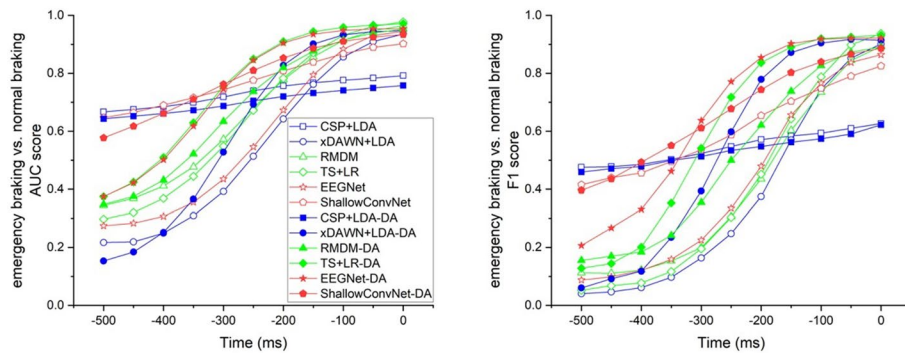 emergency braking vs. normal braking
AUC score
1.0
0.8
0.6
0.4
0.2
0.0
CSP+LDA
xDAWN+LDA
RMDM
TS+LR
EEGNet
ShallowConvNet
CSP+LDA-DA
xDAWN+LDA-DA
RMDM-DA
TS+LR-DA
EEGNet-DA
ShallowConvNet-DA
-500 -400 -300 -200 -100 0
Time (ms)
emergency braking vs. normal braking
F1 score
1.0
0.8
0.6
0.4
0.2
0.0
-500 -400 -300 -200 -100 0
Time (ms)